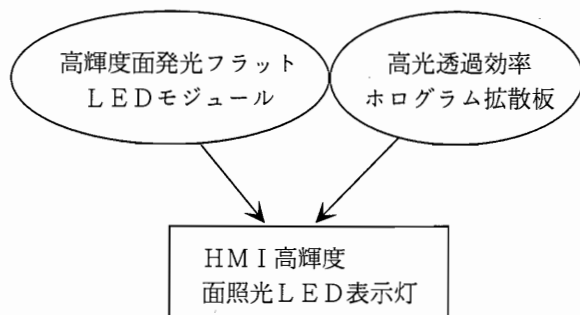 高輝度面発光フラット
ＬＥＤモジュール
高光透過効率
ホログラム拡散板
ＨＭＩ高輝度
面照光ＬＥＤ表示灯